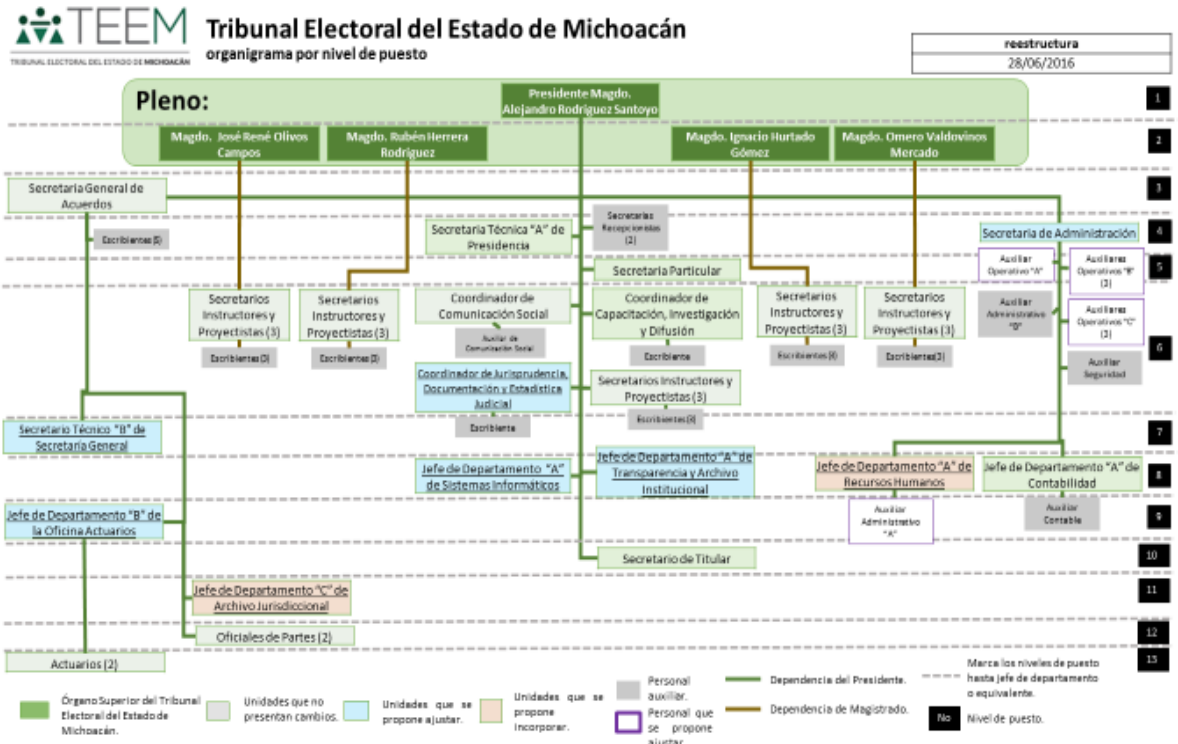 TEEM
TRIBUNAL ELECTORAL DEL ESTADO DE MICHOACÁN
Tribunal Electoral del Estado de Michoacán
organigrama por nivel de puesto
reestructura
28/06/2016
Pleno:
Presidente Magdo.
Alejandro Rodríguez Santoyo
1
Magdo. José René Olivos
Campos
Magdo. Rubén Herrera
Rodríguez
Magdo. Ignacio Hurtado
Gómez
Magdo. Omero Valdovinos
Mercado
2
Secretaria General de
Acuerdos
3
Escribientes(5)
Secretaria Técnica "A" de
Presidencia
Secretarias
Recepcionistas
(2)
Secretaria de Administración
4
Secretaria Particular
Auxiliar
Operativo "A"
Auxiliares
Operativos "B"
(3)
5
Secretarios
Instructores y
Proyectistas (3)
Escribientes(3)
Secretarios
Instructores y
Proyectistas (3)
Escribientes(3)
Coordinador de
Comunicación Social
Auxiliar de
Comunicación Social
Coordinador de
Capacitación, Investigación
y Difusión
Escribiente
Secretarios
Instructores y
Proyectistas (3)
Escribientes(4)
Secretarios
Instructores y
Proyectistas (3)
Escribientes(3)
Auxiliar
Administrativo
"D"
Auxiliares
Operativos "C"
(3)
Auxiliar
Seguridad
6
Coordinador de Jurisprudencia,
Documentación y Estadística
Judicial
Escribiente
Secretarios Instructores y
Proyectistas (3)
Secretario Técnico "B" de
Secretaría General
7
Jefe de Departamento "A"
de Sistemas Informáticos
Jefe de Departamento "A" de
Transparencia y Archivo
Institucional
Jefe de Departamento "A" de
Recursos Humanos
Jefe de Departamento "A" de
Contabilidad
8
Jefe de Departamento "B" de
la Oficina Actuarios
Auxiliar
Administrativo
"A"
Auxiliar
Contable
9
Secretario de Titular
10
Jefe de Departamento "C" de
Archivo Jurisdiccional
11
Oficiales de Partes (2)
12
Actuarios (2)
13
Órgano Superior del Tribunal
Electoral del Estado de
Michoacán.
Unidades que no
presentan cambios.
Unidades que se
propone ajustar.
Unidades que se
propone
incorporar.
Personal
auxiliar.
Personal que
se propone
ajustar
Dependencia del Presidente.
Dependencia de Magistrado.
Marca los niveles de puesto
hasta jefe de departamento
o equivalente.
No
Nivel de puesto.